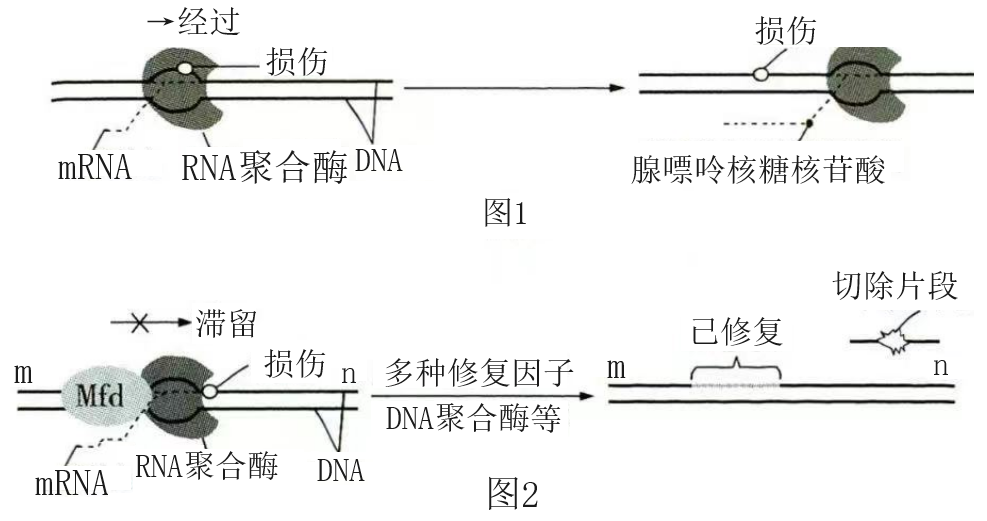 →经过
损伤
mRNA
RNA聚合酶
DNA
损伤
腺嘌呤核糖核苷酸
图1
滞留
损伤
m
n
Mfd
mRNA
RNA聚合酶
DNA
多种修复因子
DNA聚合酶等
切除片段
已修复
m
n
图2